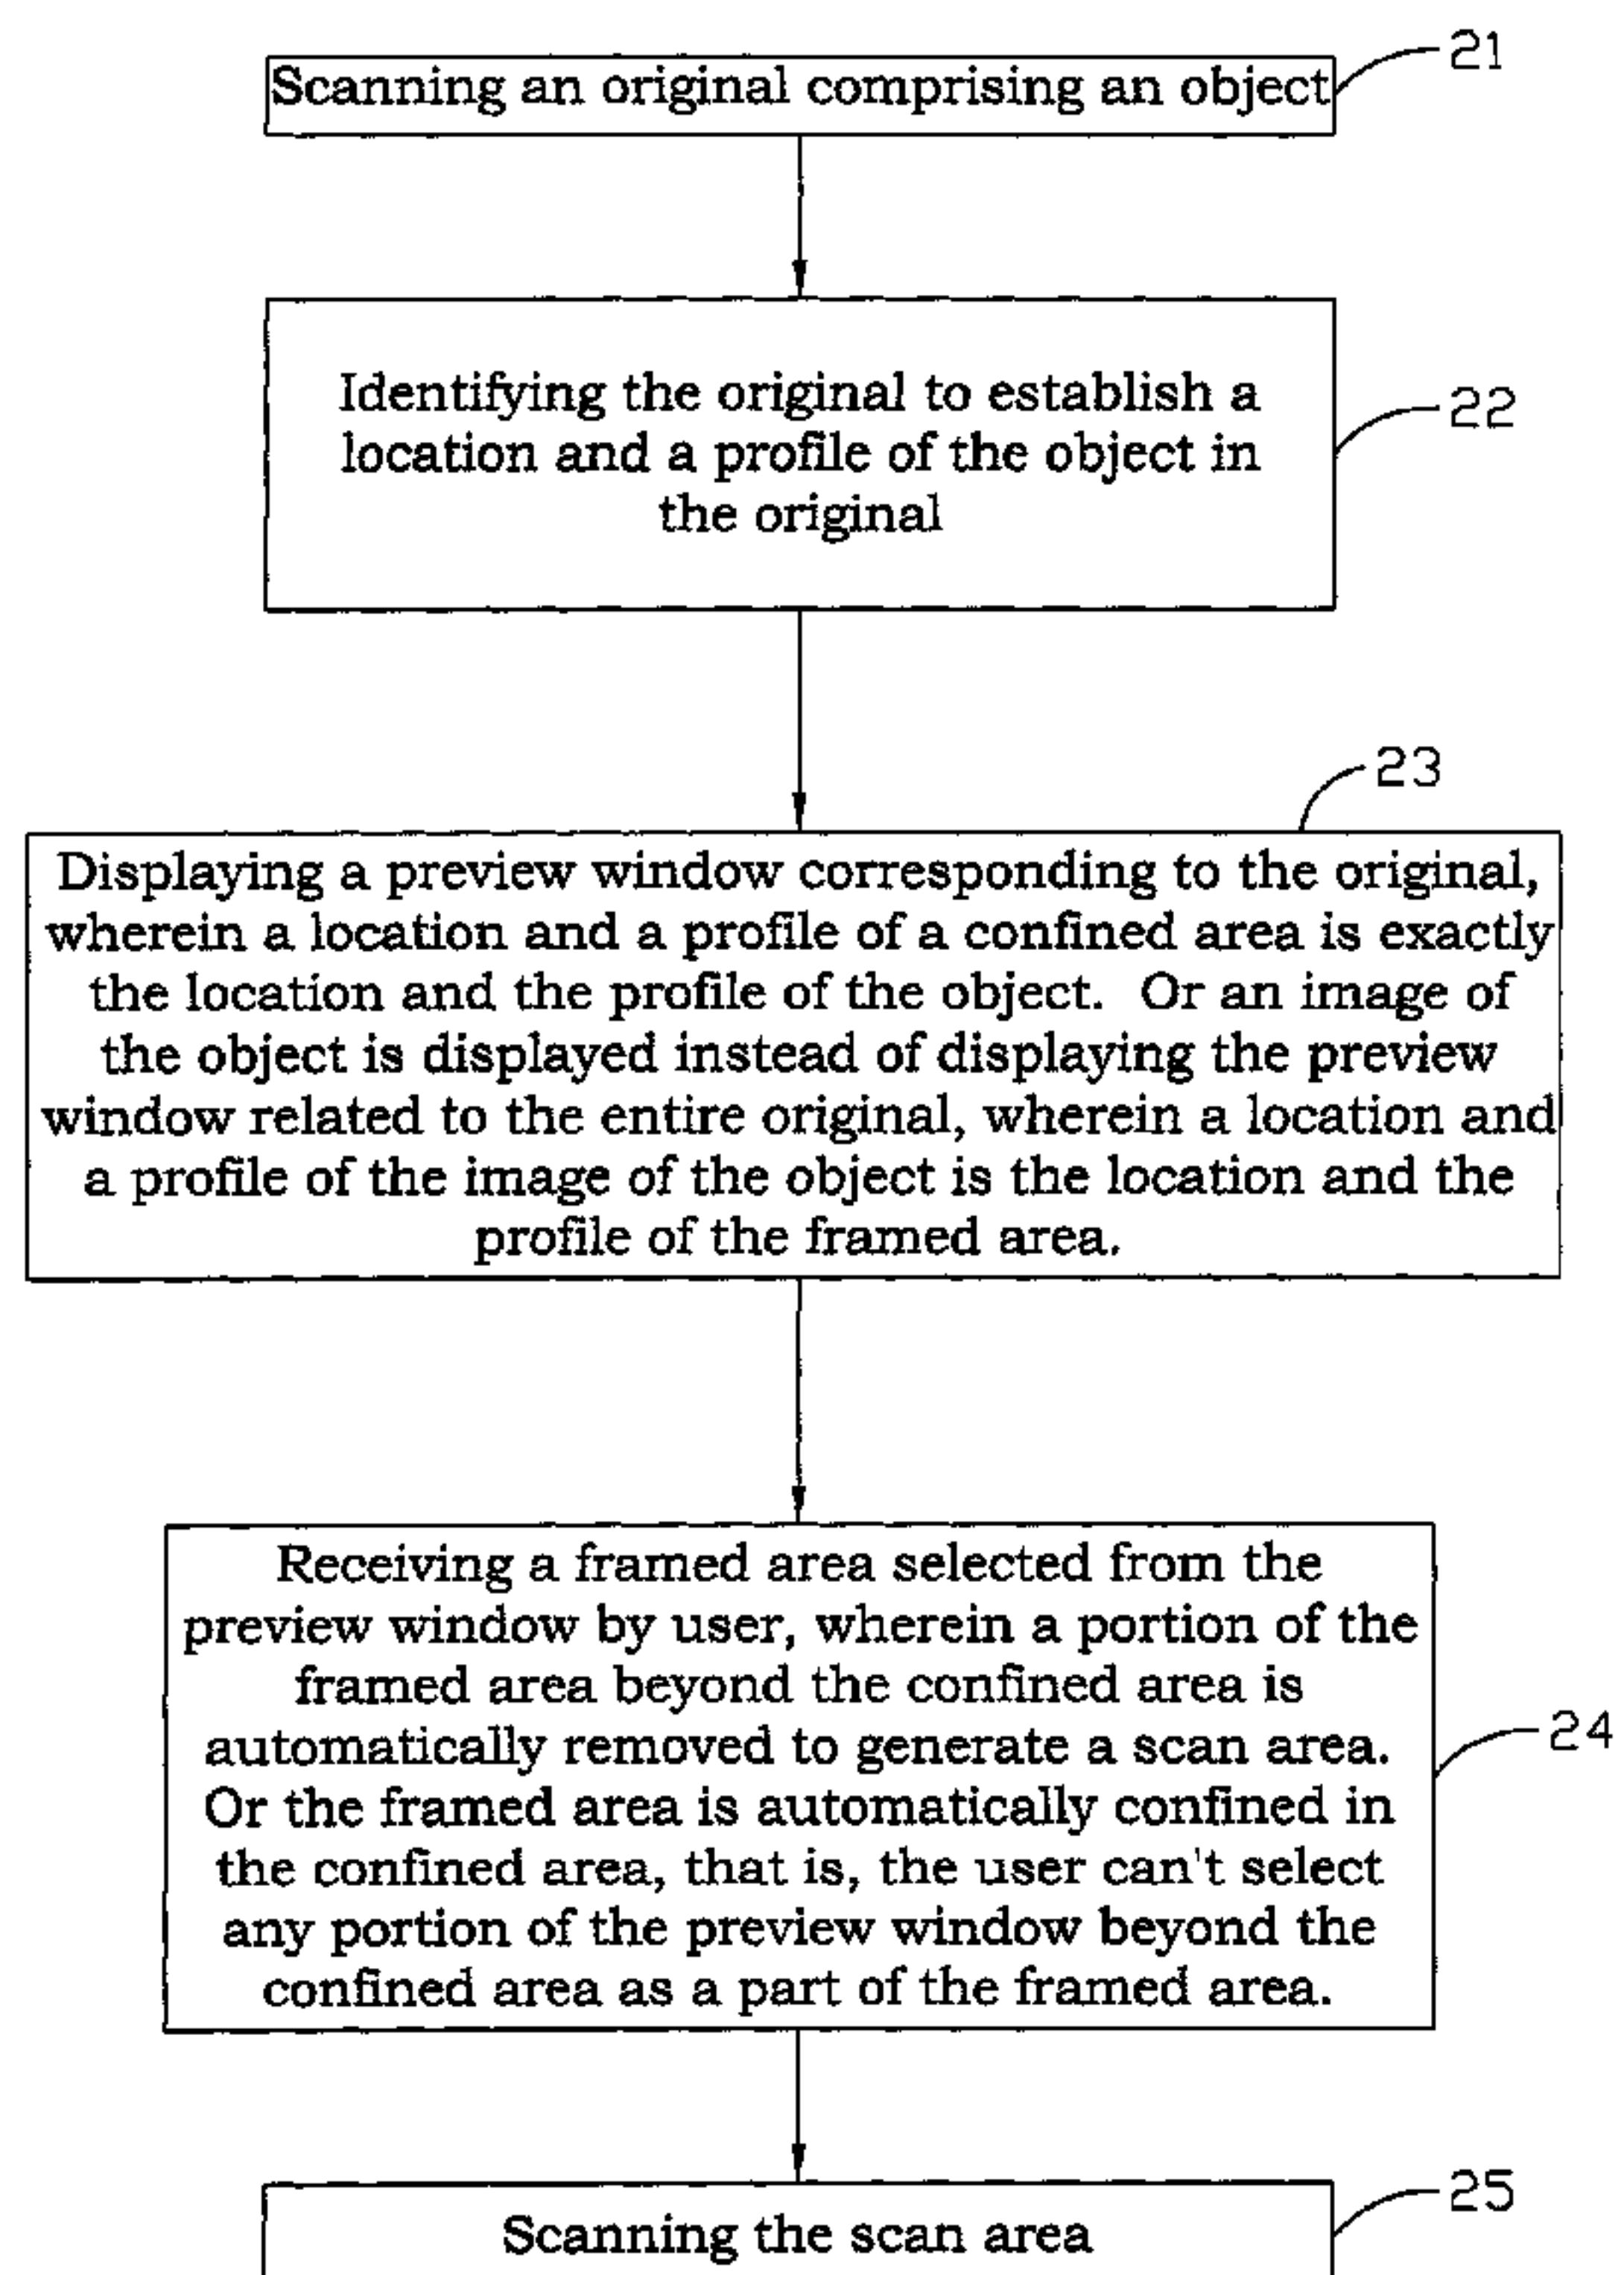 21
Scanning an original comprising an object
22
Identifying the original to establish a
location and a profile of the object in
the original
23
Displaying a preview window corresponding to the original,
wherein a location and a profile of a confined area is exactly
the location and the profile of the object. Or an image of
the object is displayed instead of displaying the preview
window related to the entire original, wherein a location and
a profile of the image of the object is the location and the
profile of the framed area.
Receiving a framed area selected from the
preview window by user, wherein a portion of the
framed area beyond the confined area is
automatically removed to generate a scan area.
Or the framed area is automatically confined in
the confined area, that is, the user can't select
any portion of the preview window beyond the
confined area as a part of the framed area.
24
25
Scanning the scan area